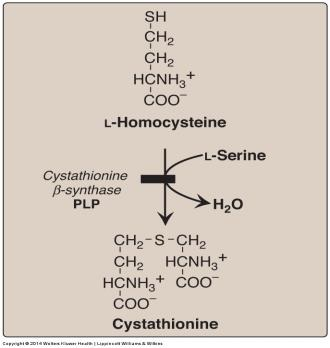 SH
CH₂
CH₂
HCNH₃⁺
COO⁻
L-Homocysteine
L-Serine
Cystathionine
β-synthase
PLP
H₂O
CH₂-S-CH₂
CH₂ HCNH₃⁺
HCNH₃⁺ COO⁻
COO⁻
Cystathionine
Copyright © 2014 Wolters Kluwer Health | Lippincott Williams & Wilkins